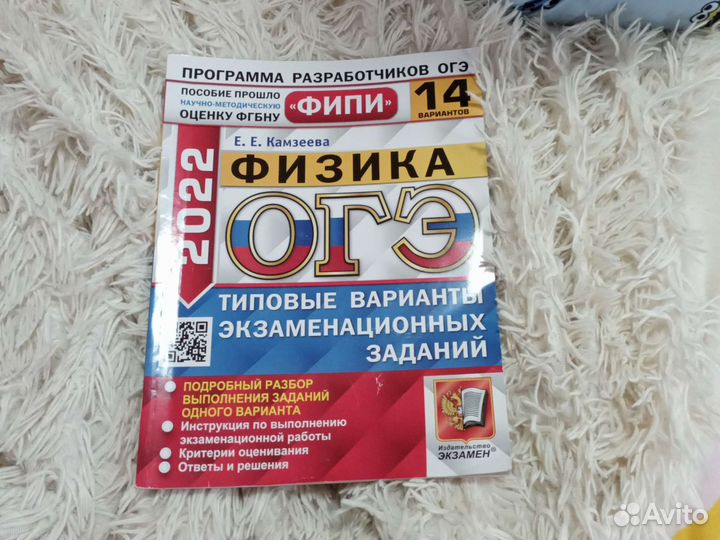 ПРОГРАММА РАЗРАБОТЧИКОВ ОГЭ
ПОСОБИЕ ПРОШЛО
НАУЧНО-МЕТОДИЧЕСКУЮ
ОЦЕНКУ ФГБНУ
«ФИПИ»
14
ВАРИАНТОВ
Е. Е. Камзеева
ФИЗИКА
2022
ОГЭ
ТИПОВЫЕ ВАРИАНТЫ
ЭКЗАМЕНАЦИОННЫХ
ЗАДАНИЙ
● ПОДРОБНЫЙ РАЗБОР
ВЫПОЛНЕНИЯ ЗАДАНИЙ
ОДНОГО ВАРИАНТА
● Инструкция по выполнению
экзаменационной работы
● Критерии оценивания
● Ответы и решения
Издательство
ЭКЗАМЕН®
Avito